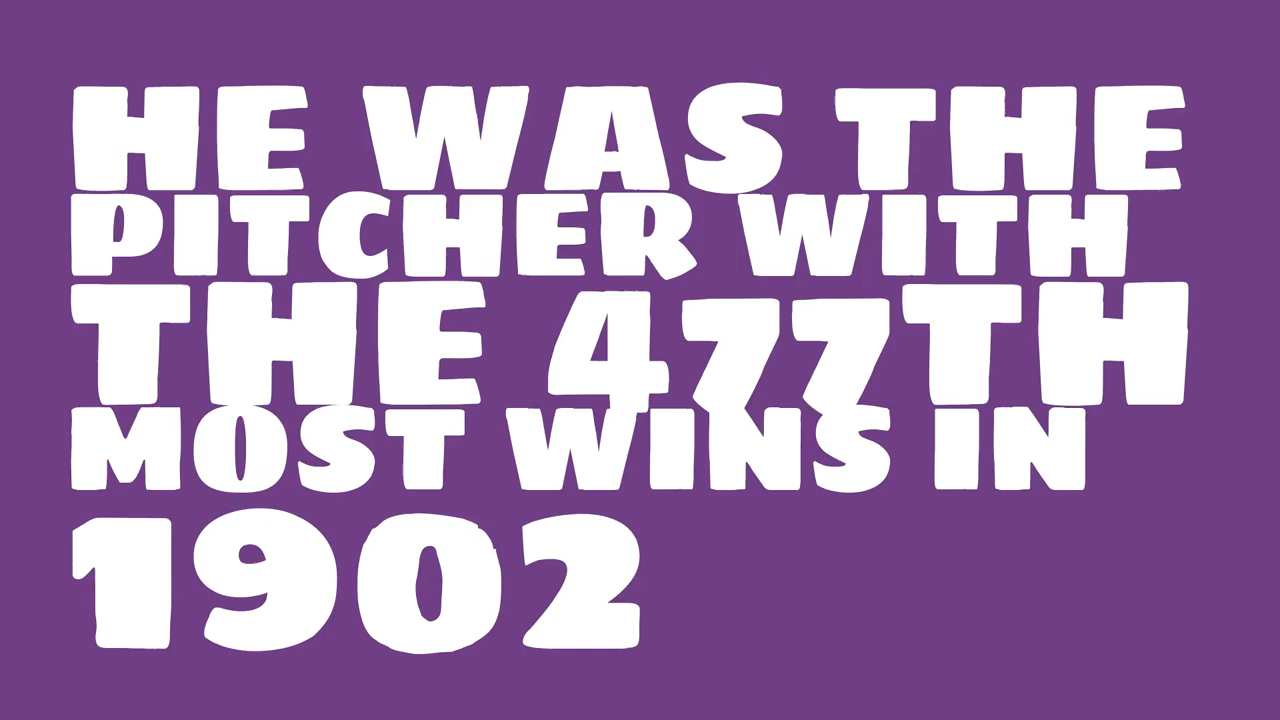 HE WAS THE
PITCHER WITH
THE 477TH
MOST WINS IN
1902